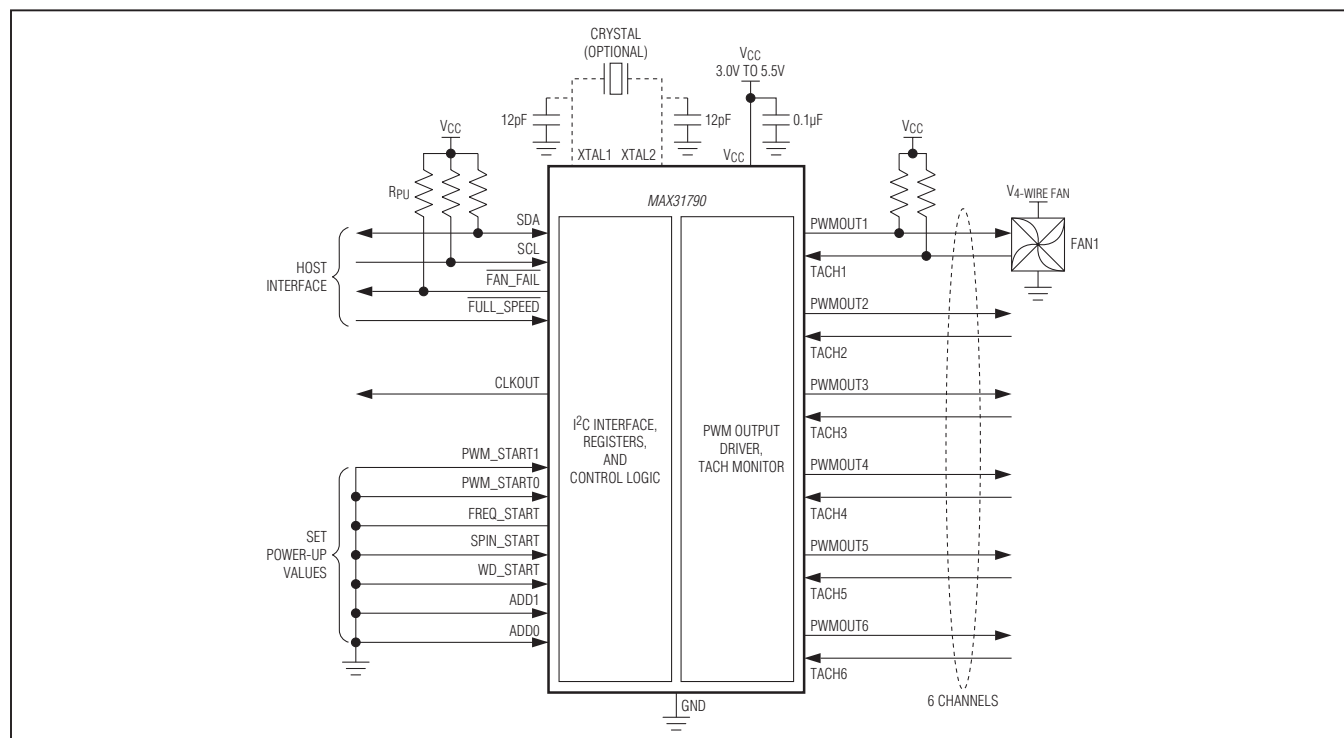 CRYSTAL
(OPTIONAL)
VCC
3.0V TO 5.5V
12pF
12pF
0.1µF
VCC
VCC
XTAL1
XTAL2
VCC
RPU
MAX31790
V4-WIRE FAN
SDA
SCL
FAN_FAIL
FULL_SPEED
HOST
INTERFACE
CLKOUT
PWM_START1
PWM_START0
FREQ_START
SPIN_START
WD_START
ADD1
ADD0
SET
POWER-UP
VALUES
I2C INTERFACE,
REGISTERS,
AND
CONTROL LOGIC
PWM OUTPUT
DRIVER,
TACH MONITOR
PWMOUT1
FAN1
TACH1
PWMOUT2
TACH2
PWMOUT3
TACH3
PWMOUT4
TACH4
PWMOUT5
TACH5
PWMOUT6
TACH6
GND
6 CHANNELS